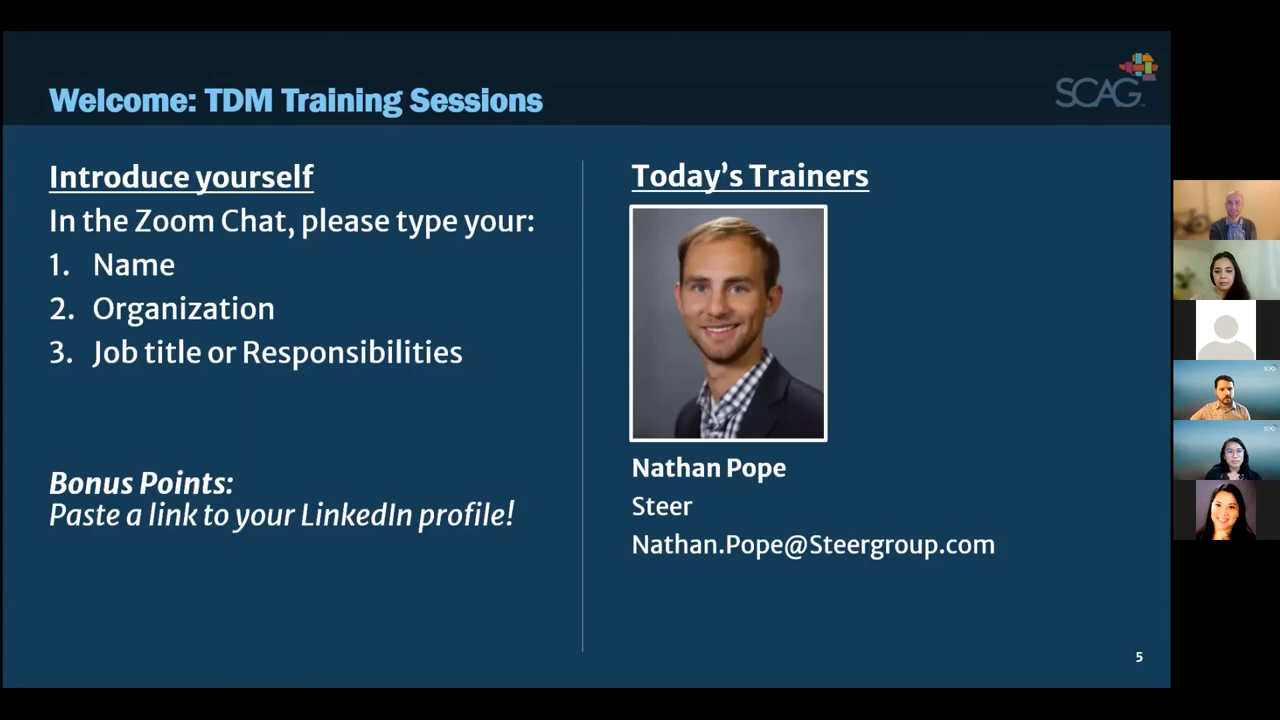 Welcome: TDM Training Sessions
SCAG
Introduce yourself
In the Zoom Chat, please type your:
1. Name
2. Organization
3. Job title or Responsibilities
Bonus Points:
Paste a link to your LinkedIn profile!
Today’s Trainers
Nathan Pope
Steer
Nathan.Pope@Steergroup.com
5
SCAG
SCAG